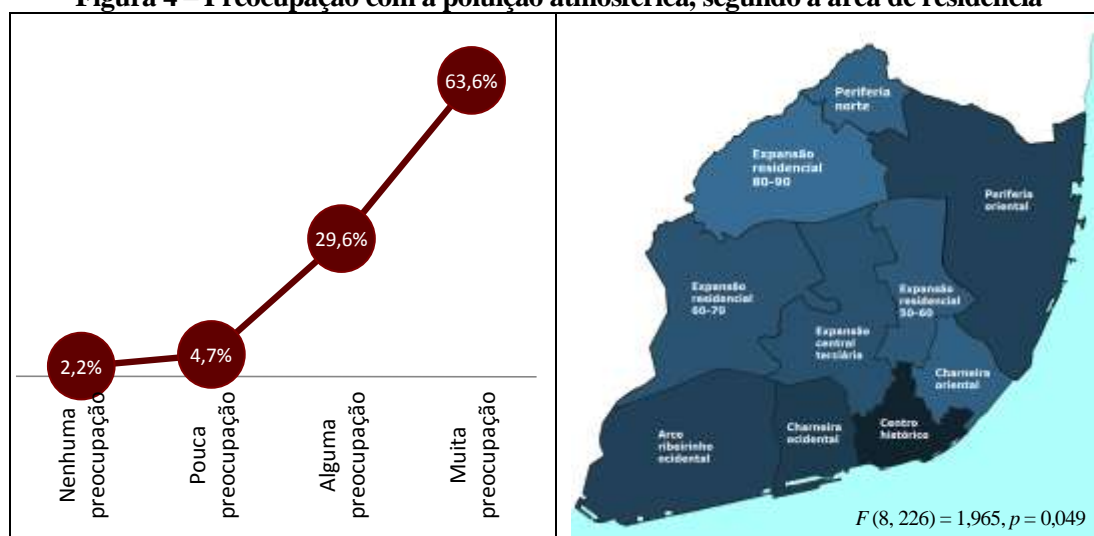 Figura 4 – Preocupação com a poluição atmosférica, segundo a área de residência
63,6%
29,6%
4,7%
2,2%
Nenhuma
preocupação
Pouca
preocupação
Alguma
preocupação
Muita
preocupação
Periferia
norte
Expansão
residencial
80-90
Periferia
oriental
Expansão
residencial
60-70
Expansão
residencial
50-60
Expansão
central
terciária
Charneira
oriental
Centro
histórico
Charneira
ocidental
Arco
ribeirinho
ocidental
F (8, 226) = 1,965, p = 0,049